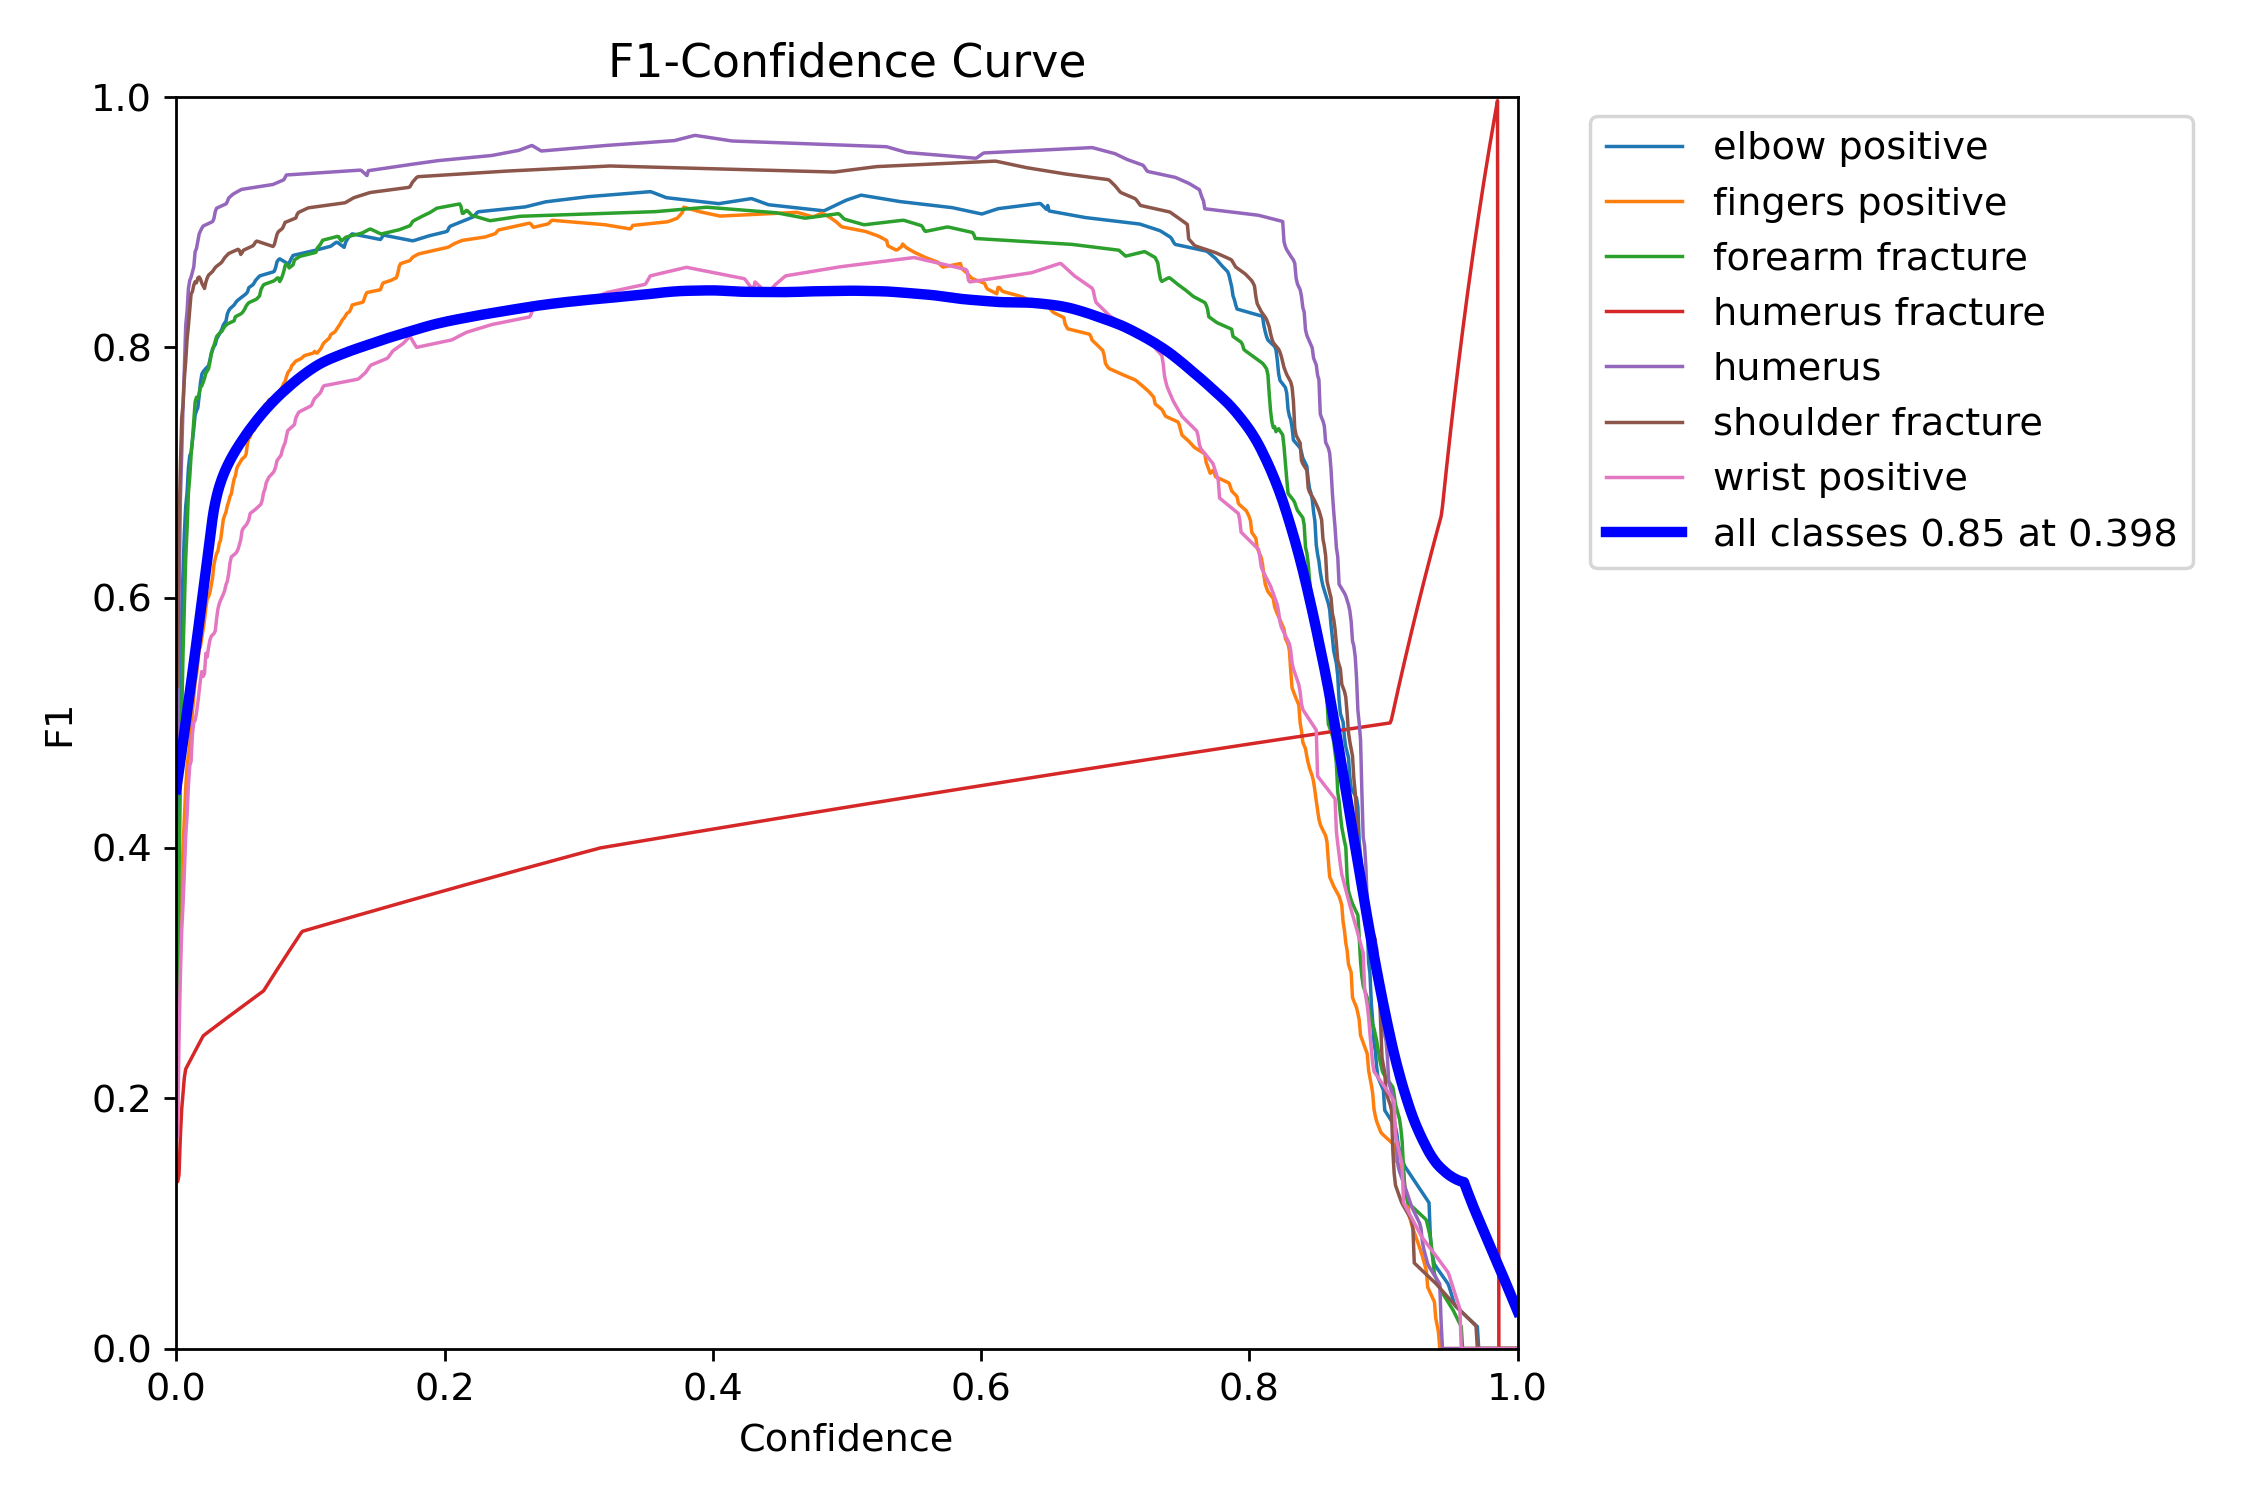 F1-Confidence Curve
1.0
0.8
0.6
0.4
0.2
0.0
F1
0.0 0.2 0.4 0.6 0.8 1.0
Confidence
elbow positive
fingers positive
forearm fracture
humerus fracture
humerus
shoulder fracture
wrist positive
all classes 0.85 at 0.398